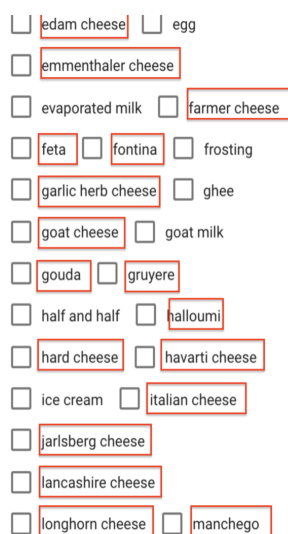 edam cheese egg
emmenthaler cheese
evaporated milk farmer cheese
feta fontina frosting
garlic herb cheese ghee
goat cheese goat milk
gouda gruyere
half and half halloumi
hard cheese havarti cheese
ice cream italian cheese
jarlsberg cheese
lancashire cheese
longhorn cheese manchego